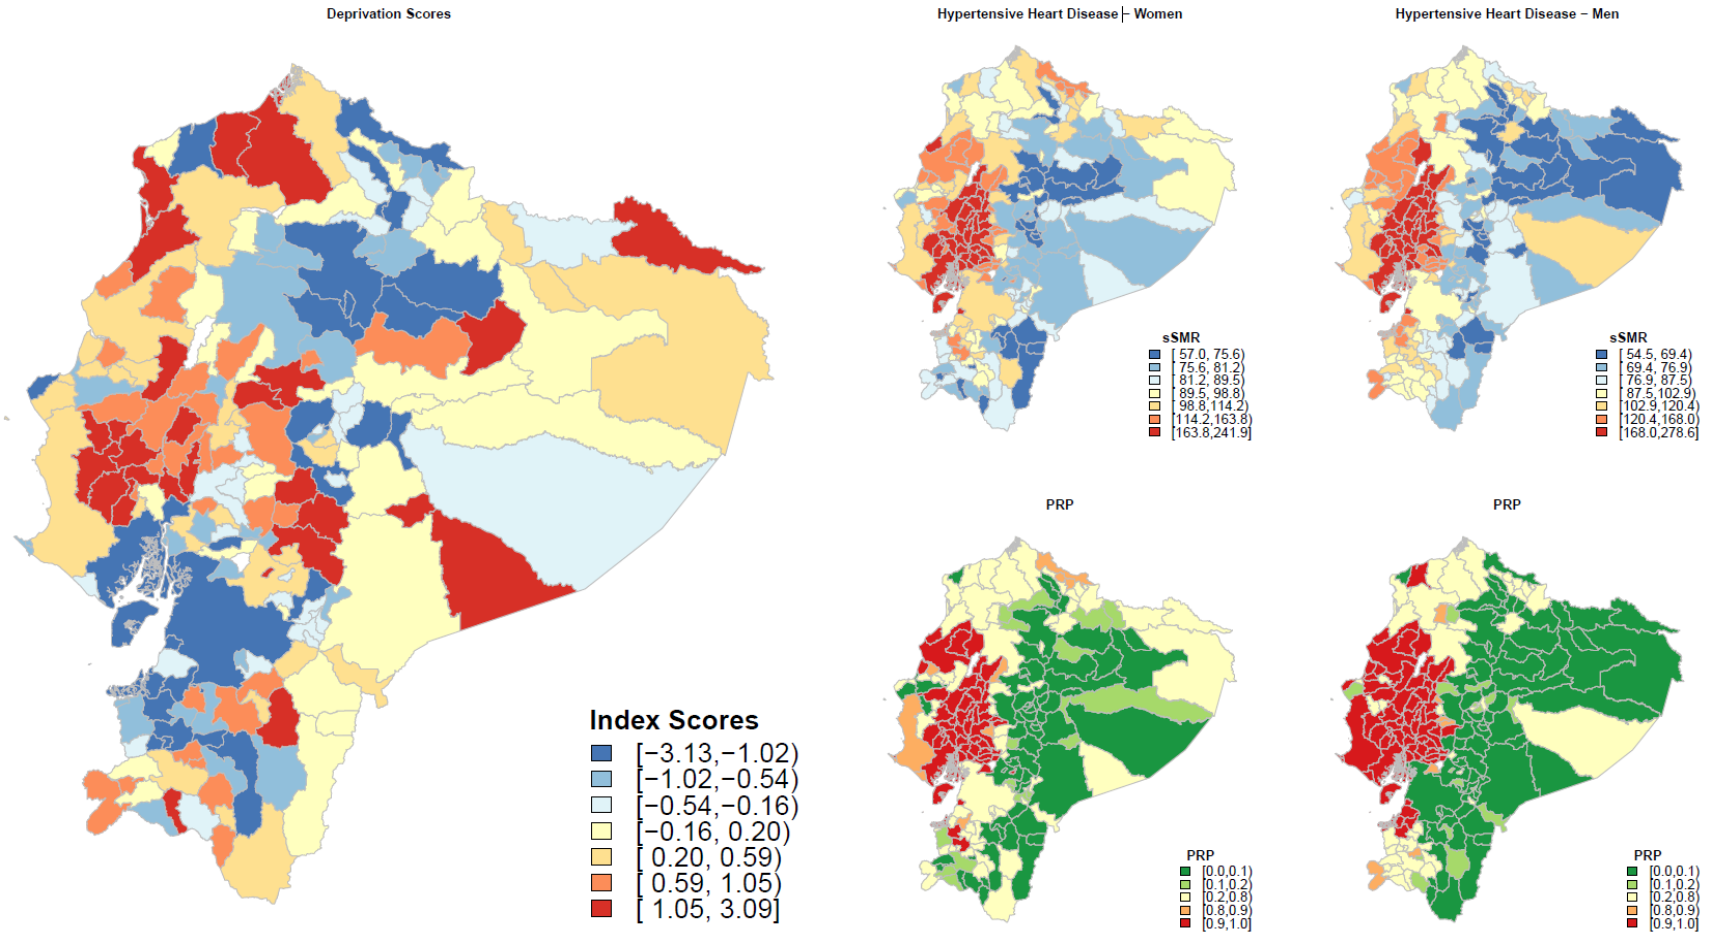 Deprivation Scores
Index Scores
[−3.13,−1.02)
[−1.02,−0.54)
[−0.54,−0.16)
[−0.16, 0.20)
[ 0.20, 0.59)
[ 0.59, 1.05)
[ 1.05, 3.09]
Hypertensive Heart Disease − Women
sSMR
[ 57.0, 75.6)
[ 75.6, 81.2)
[ 81.2, 89.5)
[ 89.5, 98.8)
[ 98.8,114.2)
[114.2,163.8)
[163.8,241.9]
Hypertensive Heart Disease − Men
sSMR
[ 54.5, 69.4)
[ 69.4, 76.9)
[ 76.9, 87.5)
[ 87.5,102.9)
[102.9,120.4)
[120.4,168.0)
[168.0,278.6]
PRP
PRP
[0.0,0.1)
[0.1,0.2)
[0.2,0.8)
[0.8,0.9)
[0.9,1.0]
PRP
PRP
[0.0,0.1)
[0.1,0.2)
[0.2,0.8)
[0.8,0.9)
[0.9,1.0]